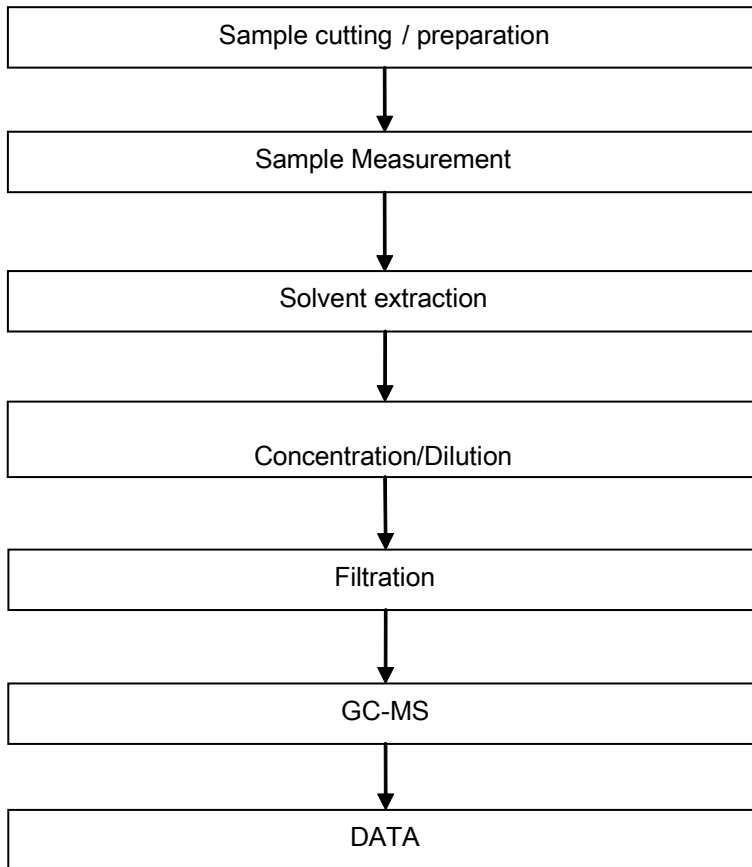 Sample cutting / preparation
Sample Measurement
Solvent extraction
Concentration/Dilution
Filtration
GC-MS
DATA